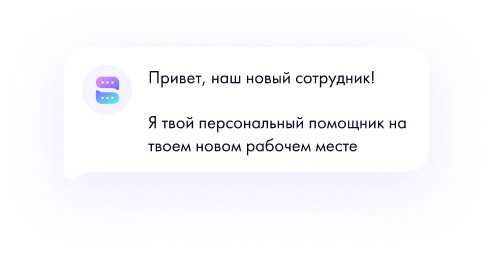 Привет, наш новый сотрудник!
Я твой персональный помощник на
твоем новом рабочем месте